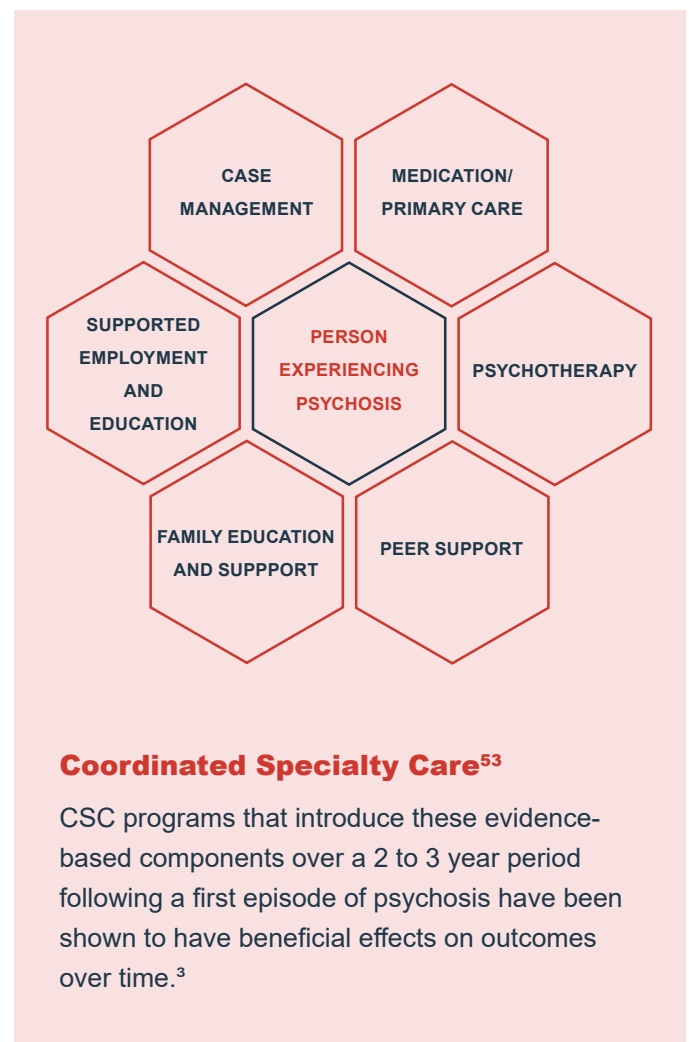 CASE
MANAGEMENT
MEDICATION/
PRIMARY CARE
SUPPORTED
EMPLOYMENT
AND
EDUCATION
PERSON
EXPERIENCING
PSYCHOSIS
PSYCHOTHERAPY
FAMILY EDUCATION
AND SUPPPORT
PEER SUPPORT
Coordinated Specialty Care⁵³
CSC programs that introduce these evidence-
based components over a 2 to 3 year period
following a first episode of psychosis have been
shown to have beneficial effects on outcomes
over time.³